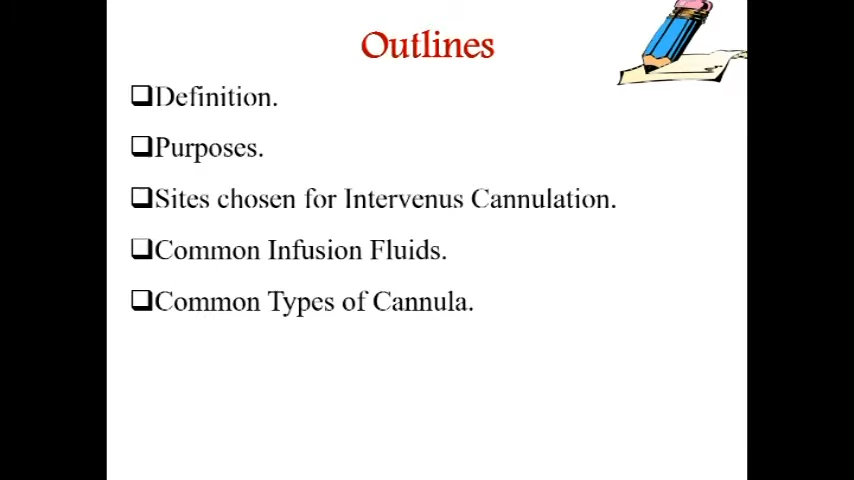 Outlines
❑Definition.
❑Purposes.
❑Sites chosen for Intervenus Cannulation.
❑Common Infusion Fluids.
❑Common Types of Cannula.